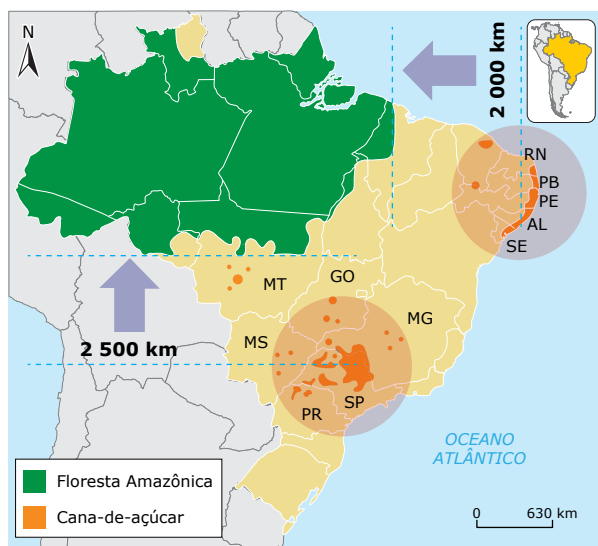 N
2 000 km
RN
PB
PE
AL
SE
MT
GO
MG
MS
2 500 km
SP
PR
OCEANO
ATLÂNTICO
Floresta Amazônica
Cana-de-açúcar
0 630 km